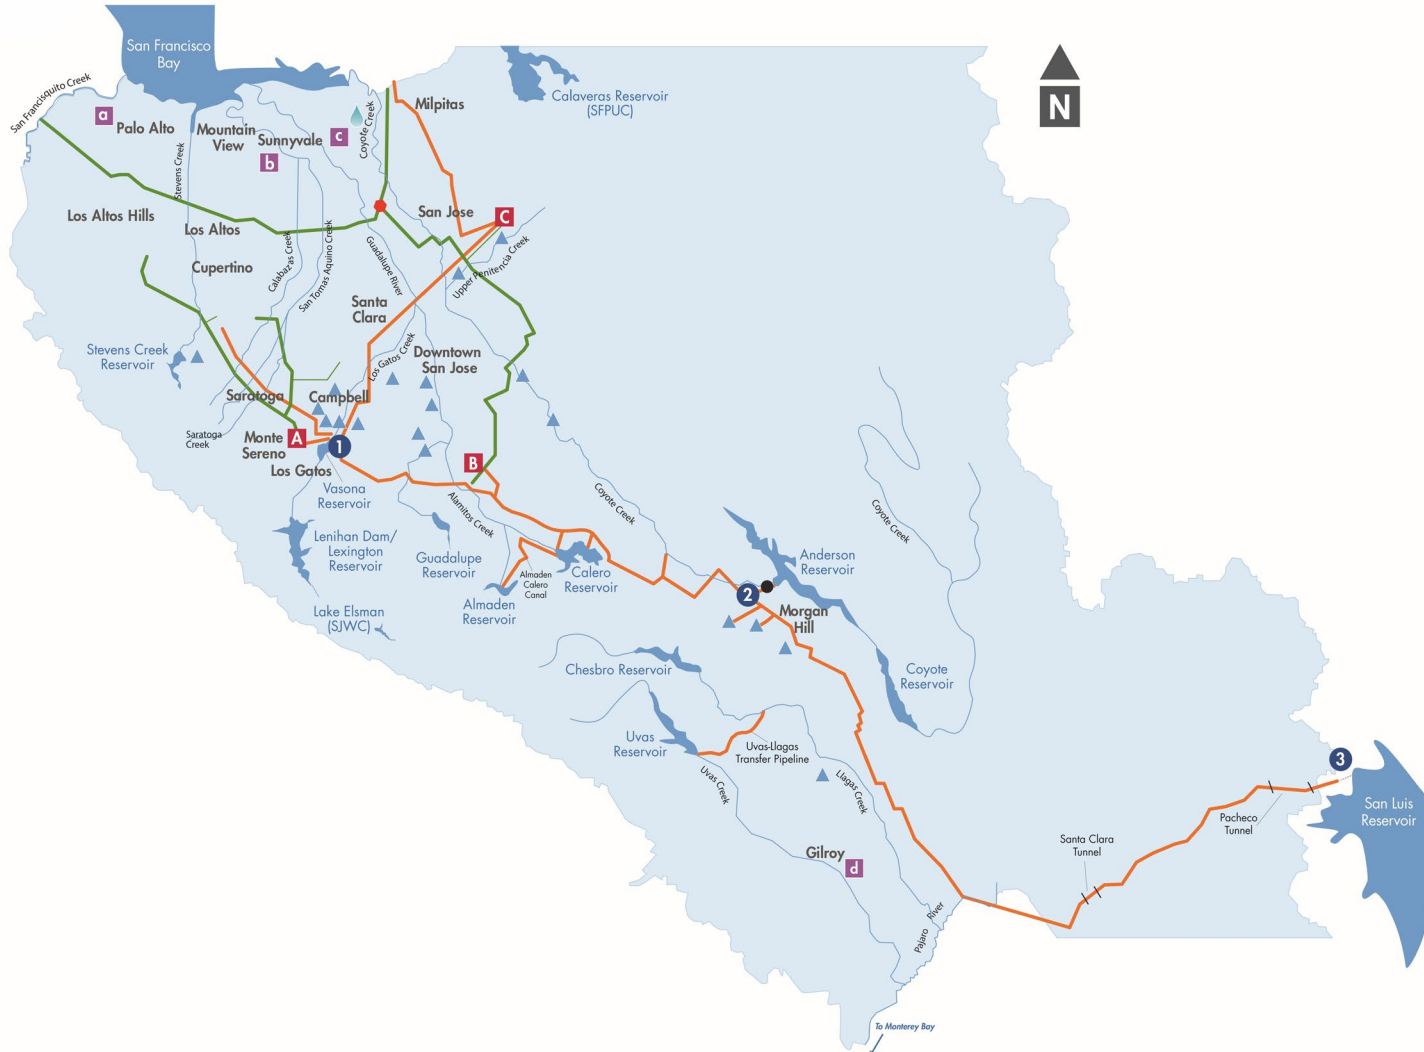 San Francisco
Bay
San Francisquito Creek
a
Palo Alto
Mountain
View
Sunnyvale
b
c
Coyote Creek
Milpitas
Calaveras Reservoir
(SFPUC)
N
Stevens Creek
Los Altos Hills
Los Altos
Cupertino
Calabazas Creek
San Tomas Aquino Creek
Guadalupe River
San Jose
C
Upper Penitencia Creek
Santa
Clara
Stevens Creek
Reservoir
Los Gatos Creek
Downtown
San Jose
Saratoga
Campbell
Saratoga
Creek
Monte
Sereno
A
1
Los Gatos
B
Vasona
Reservoir
Alamitos Creek
Coyote Creek
Coyote Creek
Lenihan Dam/
Lexington
Reservoir
Guadalupe
Reservoir
Almaden
Calero
Canal
Calero
Reservoir
Anderson
Reservoir
Almaden
Reservoir
2
Lake Elsman
(SJWC)
Morgan
Hill
Chesbro Reservoir
Coyote
Reservoir
Uvas
Reservoir
Uvas-Llagas
Transfer Pipeline
Uvas Creek
Llagas Creek
3
San Luis
Reservoir
Pacheco
Tunnel
Santa Clara
Tunnel
Gilroy
d
Pajaro River
To Monterey Bay